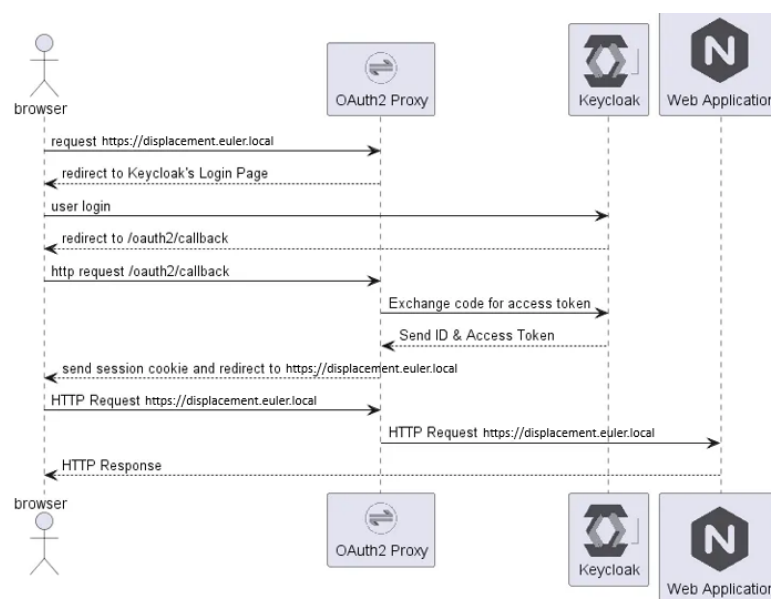 browser
OAuth2 Proxy
Keycloak
Web Application
request https://displacement.euler.local
redirect to Keycloak's Login Page
user login
redirect to /oauth2/callback
http request /oauth2/callback
Exchange code for access token
Send ID & Access Token
send session cookie and redirect to https://displacement.euler.local
HTTP Request https://displacement.euler.local
HTTP Request https://displacement.euler.local
HTTP Response
browser
OAuth2 Proxy
Keycloak
Web Application